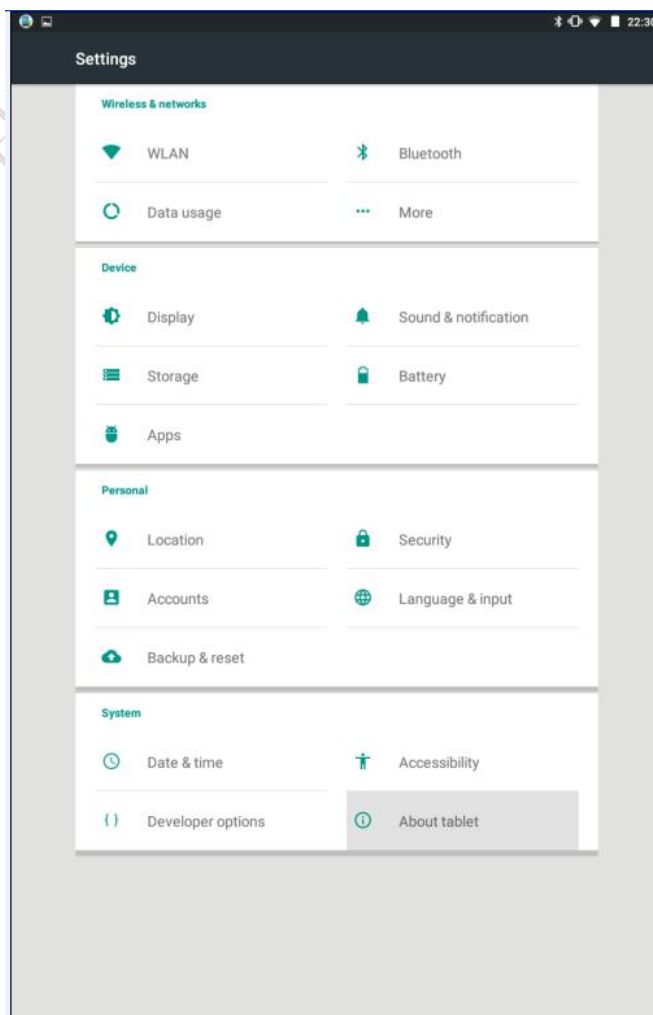 22:30
Settings
Wireless & networks
WLAN
Bluetooth
Data usage
More
Device
Display
Sound & notification
Storage
Battery
Apps
Personal
Location
Security
Accounts
Language & input
Backup & reset
System
Date & time
Accessibility
Developer options
About tablet